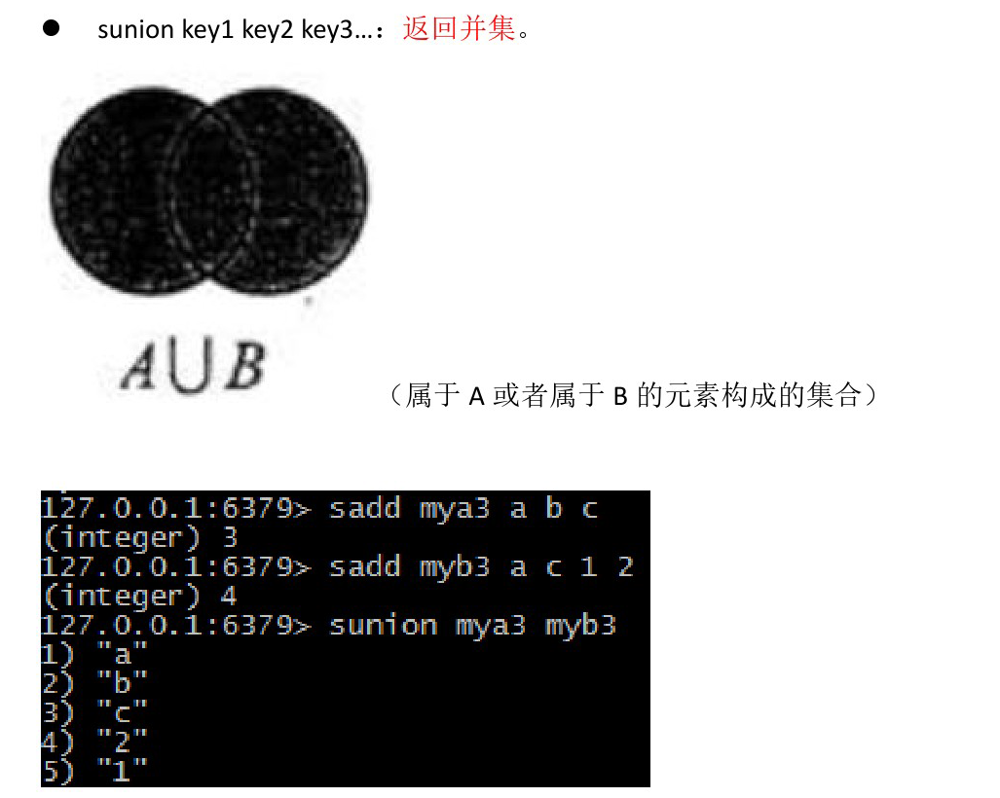 ● sunion key1 key2 key3…：返回并集。
A∪B
（属于 A 或者属于 B 的元素构成的集合）
127.0.0.1:6379> sadd mya3 a b c
(integer) 3
127.0.0.1:6379> sadd myb3 a c 1 2
(integer) 4
127.0.0.1:6379> sunion mya3 myb3
1) "a"
2) "b"
3) "c"
4) "2"
5) "1"